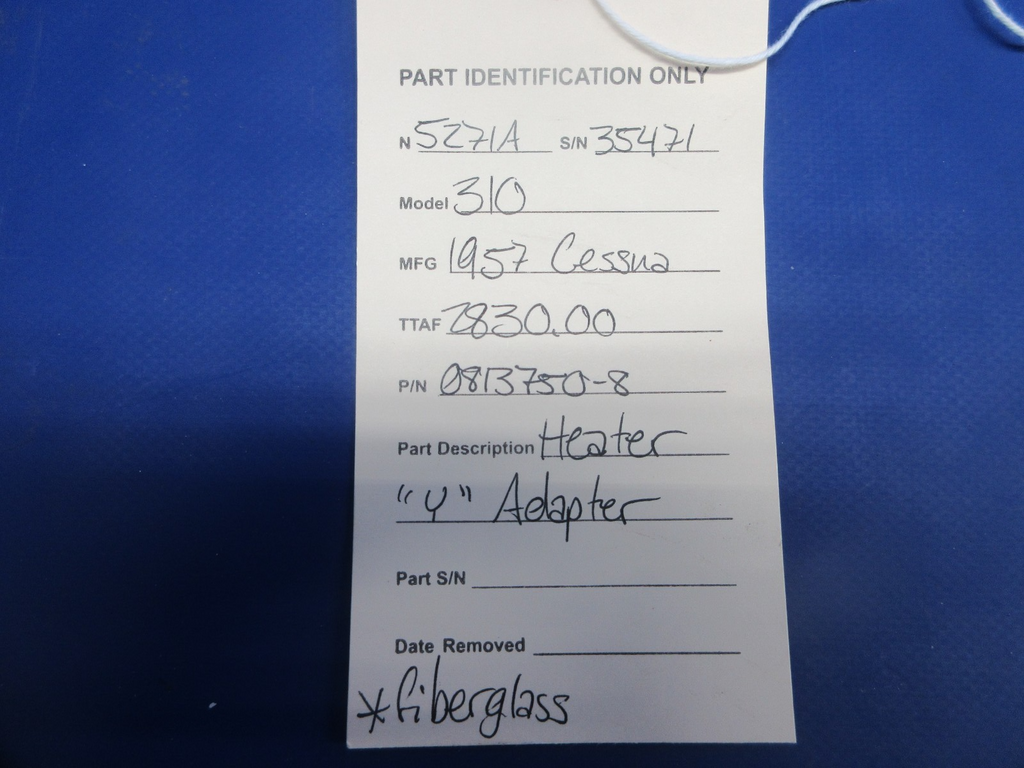 PART IDENTIFICATION ONLY
N 5271A S/N 35471
Model 310
MFG 1957 Cessna
TTAF 2830.00
P/N 0813750-8
Part Description Heater
"Y" Adapter
Part S/N
Date Removed
*fiberglass